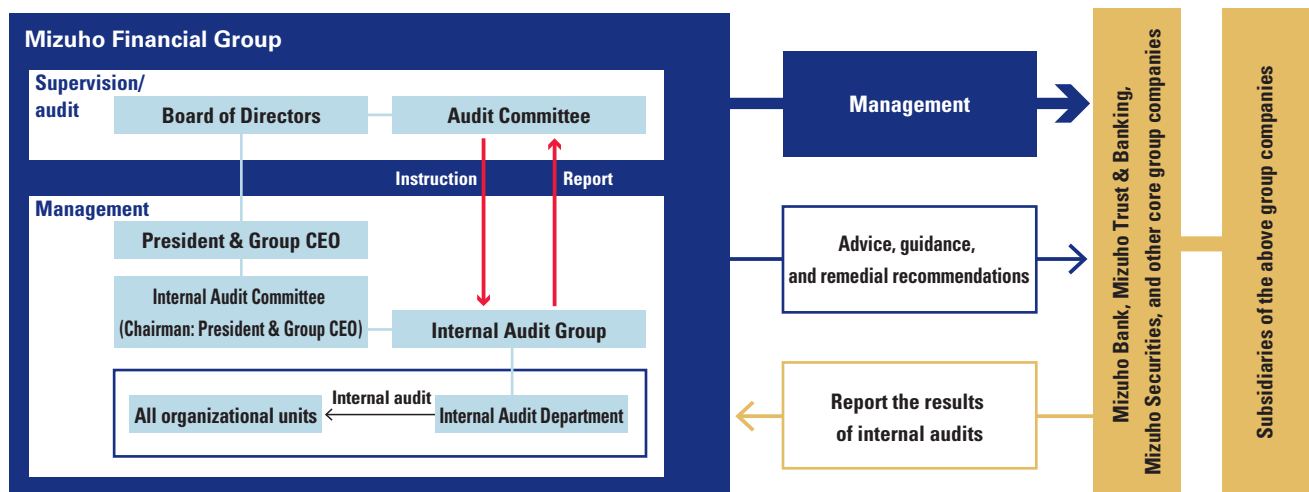 Mizuho Financial Group
Supervision/
audit
Board of Directors
Audit Committee
Instruction
Report
Management
President & Group CEO
Internal Audit Committee
(Chairman: President & Group CEO)
Internal Audit Group
All organizational units
Internal audit
Internal Audit Department
Management
Advice, guidance,
and remedial recommendations
Report the results
of internal audits
Mizuho Bank, Mizuho Trust & Banking,
Mizuho Securities, and other core group companies
Subsidiaries of the above group companies